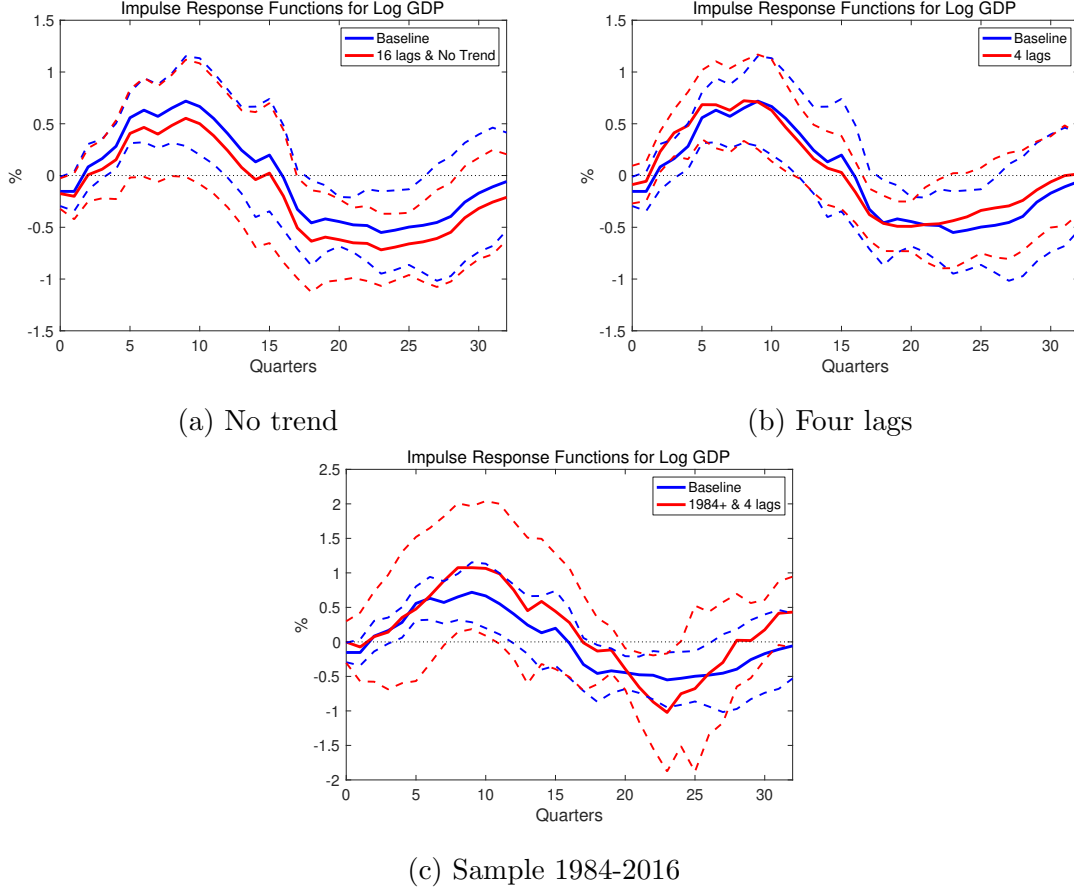 Impulse Response Functions for Log GDP
1.5
1
0.5
0
-0.5
-1
-1.5
%
0 5 10 15 20 25 30
Quarters
Baseline
16 lags & No Trend
(a) No trend
Impulse Response Functions for Log GDP
1.5
1
0.5
0
-0.5
-1
-1.5
%
0 5 10 15 20 25 30
Quarters
Baseline
4 lags
(b) Four lags
Impulse Response Functions for Log GDP
2.5
2
1.5
1
0.5
0
-0.5
-1
-1.5
-2
%
0 5 10 15 20 25 30
Quarters
Baseline
1984+ & 4 lags
(c) Sample 1984-2016